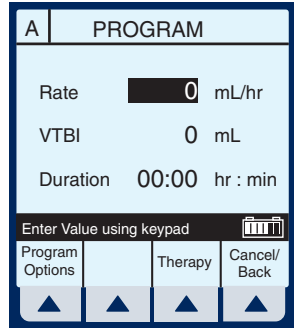 A PROGRAM
Rate 0 mL/hr
VTBI 0 mL
Duration 00:00 hr : min
Enter Value using keypad
Program Options Therapy Cancel/ Back